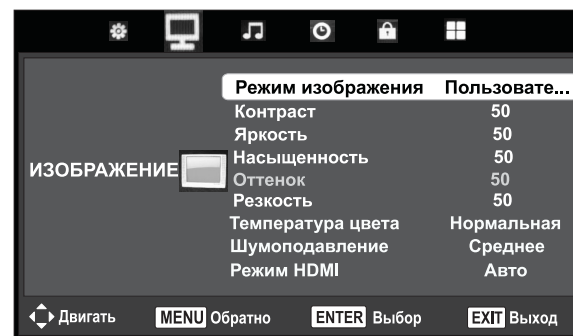 Режим изображения Пользовате...
Контраст 50
Яркость 50
Насыщенность 50
ИЗОБРАЖЕНИЕ
Оттенок 50
Резкость 50
Температура цвета Нормальная
Шумоподавление Среднее
Режим HDMI Авто
Двигать MENU Обратно ENTER Выбор EXIT Выход